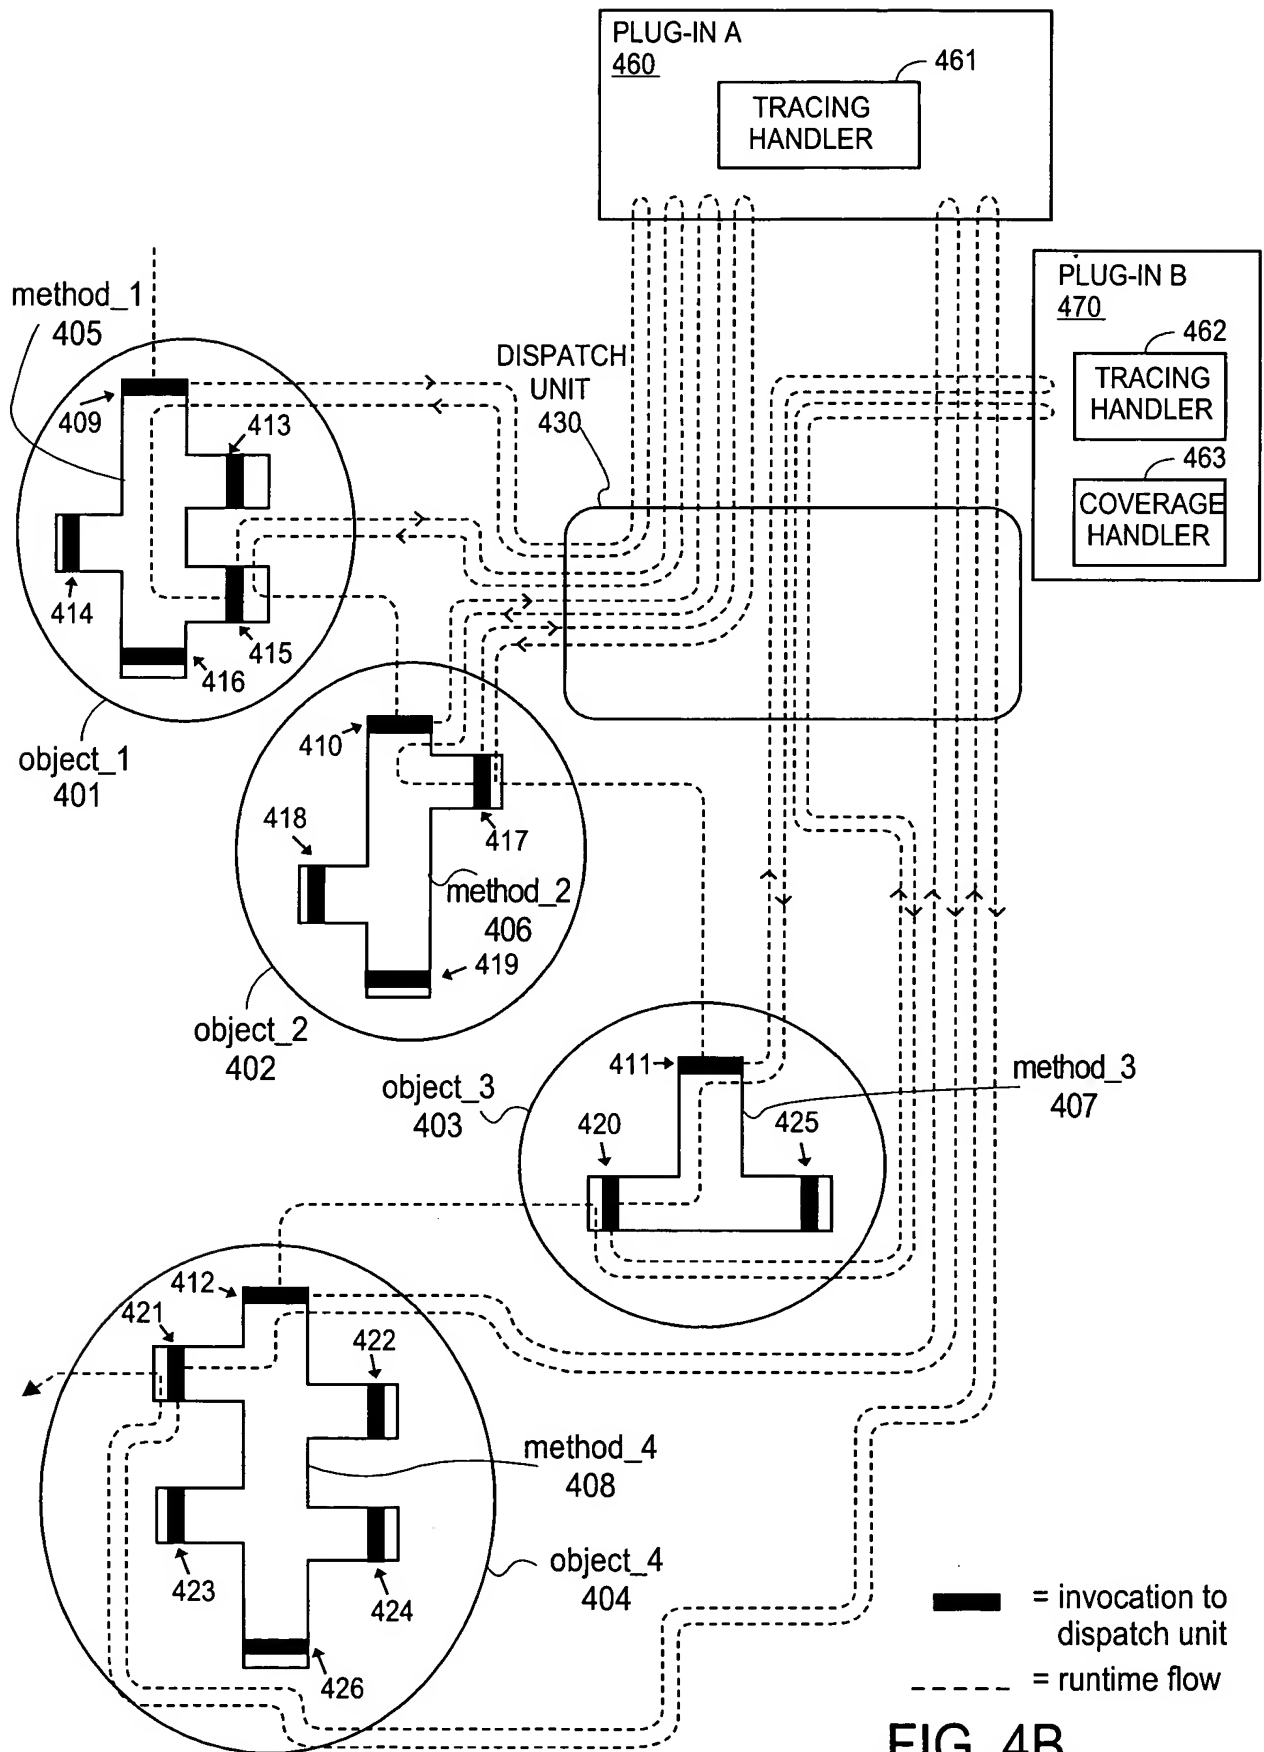 PLUG-IN A
460
461
TRACING
HANDLER
PLUG-IN B
470
462
TRACING
HANDLER
463
COVERAGE
HANDLER
method_1
405
DISPATCH
UNIT
430
409
413
414
415
416
object_1
401
410
418
417
method_2
406
419
object_2
402
411
method_3
407
object_3
403
420
425
412
421
422
method_4
408
423
424
object_4
404
426
= invocation to
dispatch unit
= runtime flow
FIG. 4B